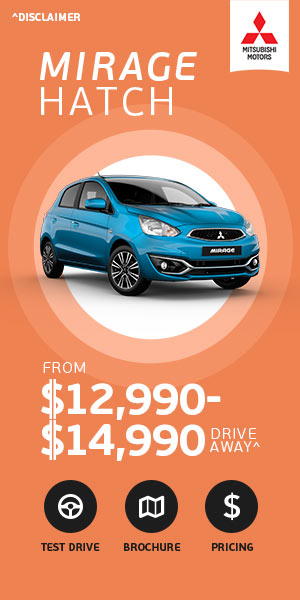 ^DISCLAIMER
MITSUBISHI
MOTORS
MIRAGE
HATCH
MIRAGE
FROM
$12,990-
$14,990 DRIVE
AWAY^
$
TEST DRIVE BROCHURE PRICING